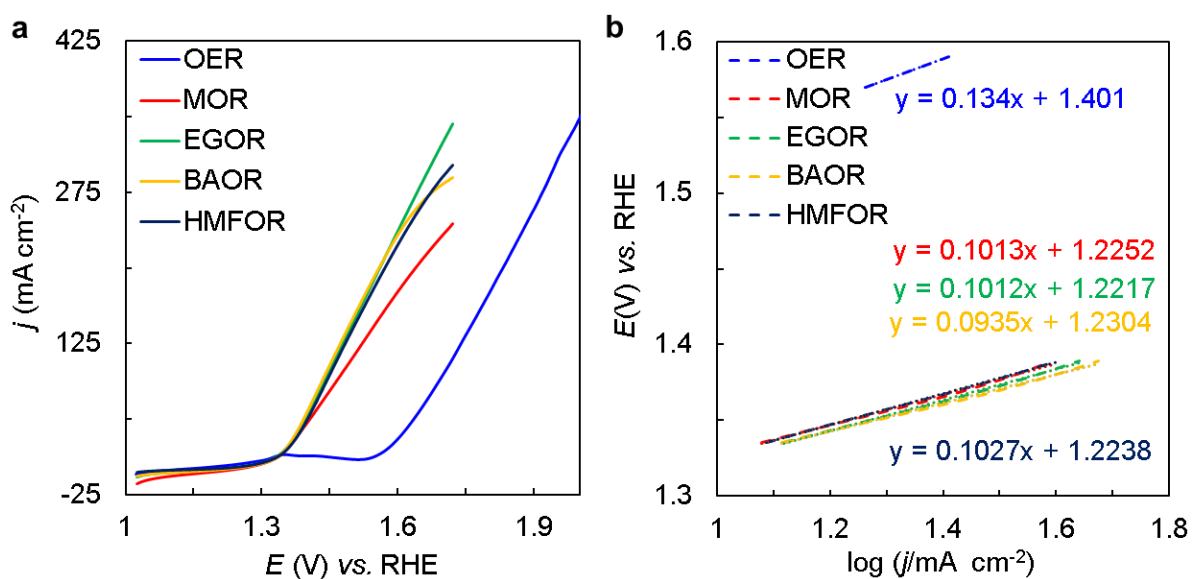 a
425
275
125
-25
j (mA cm-2)
OER
MOR
EGOR
BAOR
HMFOR
1
1.3
1.6
1.9
E (V) vs. RHE
b
1.6
1.5
1.4
1.3
E(V) vs. RHE
OER
MOR
EGOR
BAOR
HMFOR
y = 0.134x + 1.401
y = 0.1013x + 1.2252
y = 0.1012x + 1.2217
y = 0.0935x + 1.2304
y = 0.1027x + 1.2238
1
1.2
1.4
1.6
1.8
log (j/mA cm-2)